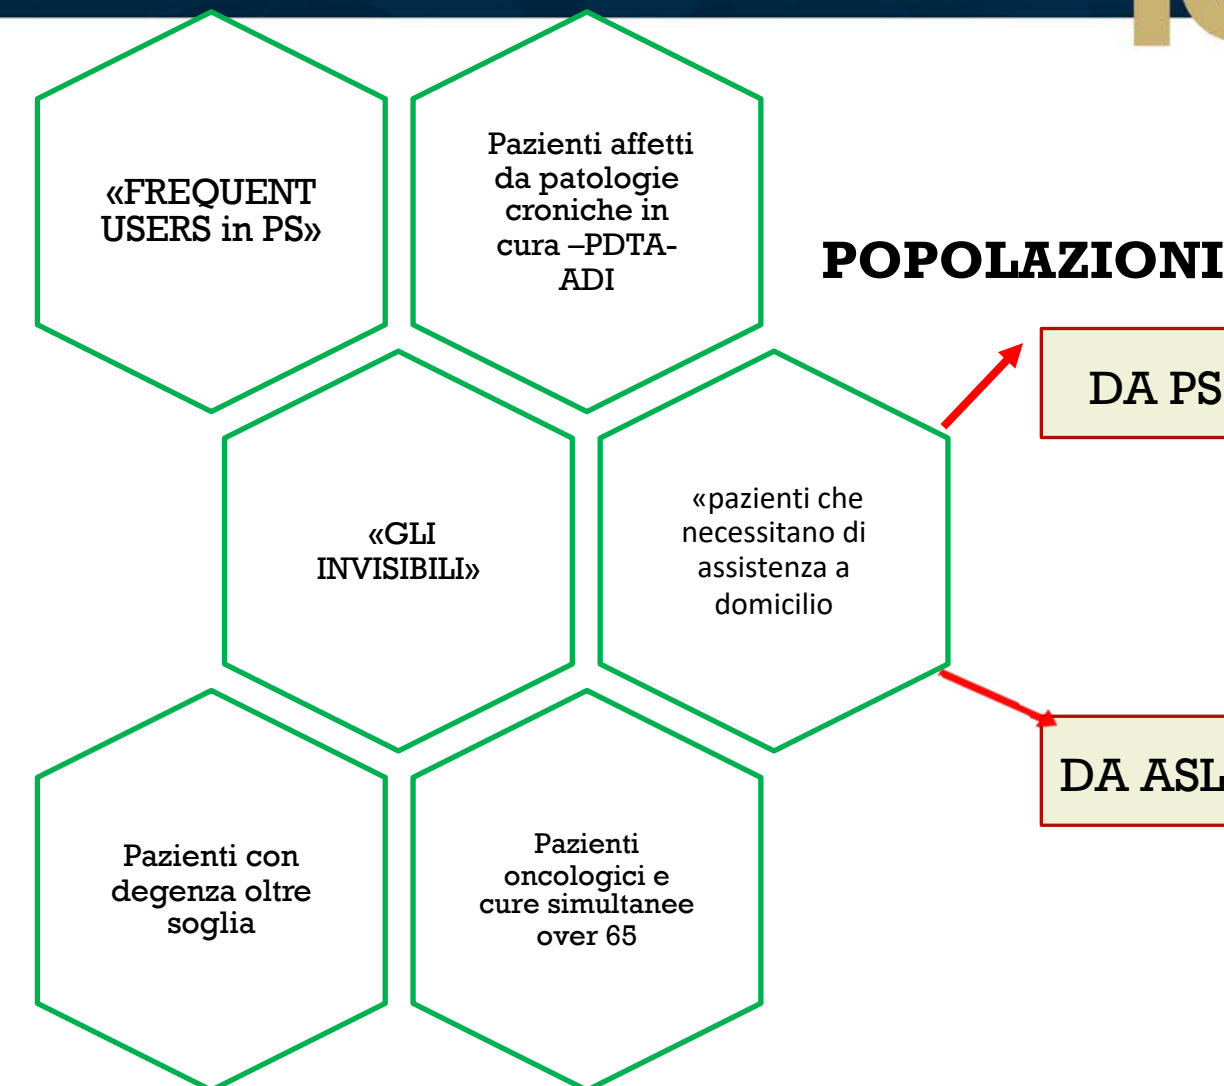 «FREQUENT
USERS in PS»
Pazienti affetti
da patologie
croniche in
cura –PDTA-
ADI
POPOLAZIONI
DA PS
«GLI
INVISIBILI»
«pazienti che
necessitano di
assistenza a
domicilio
DA ASL
Pazienti con
degenza oltre
soglia
Pazienti
oncologici e
cure simultanee
over 65